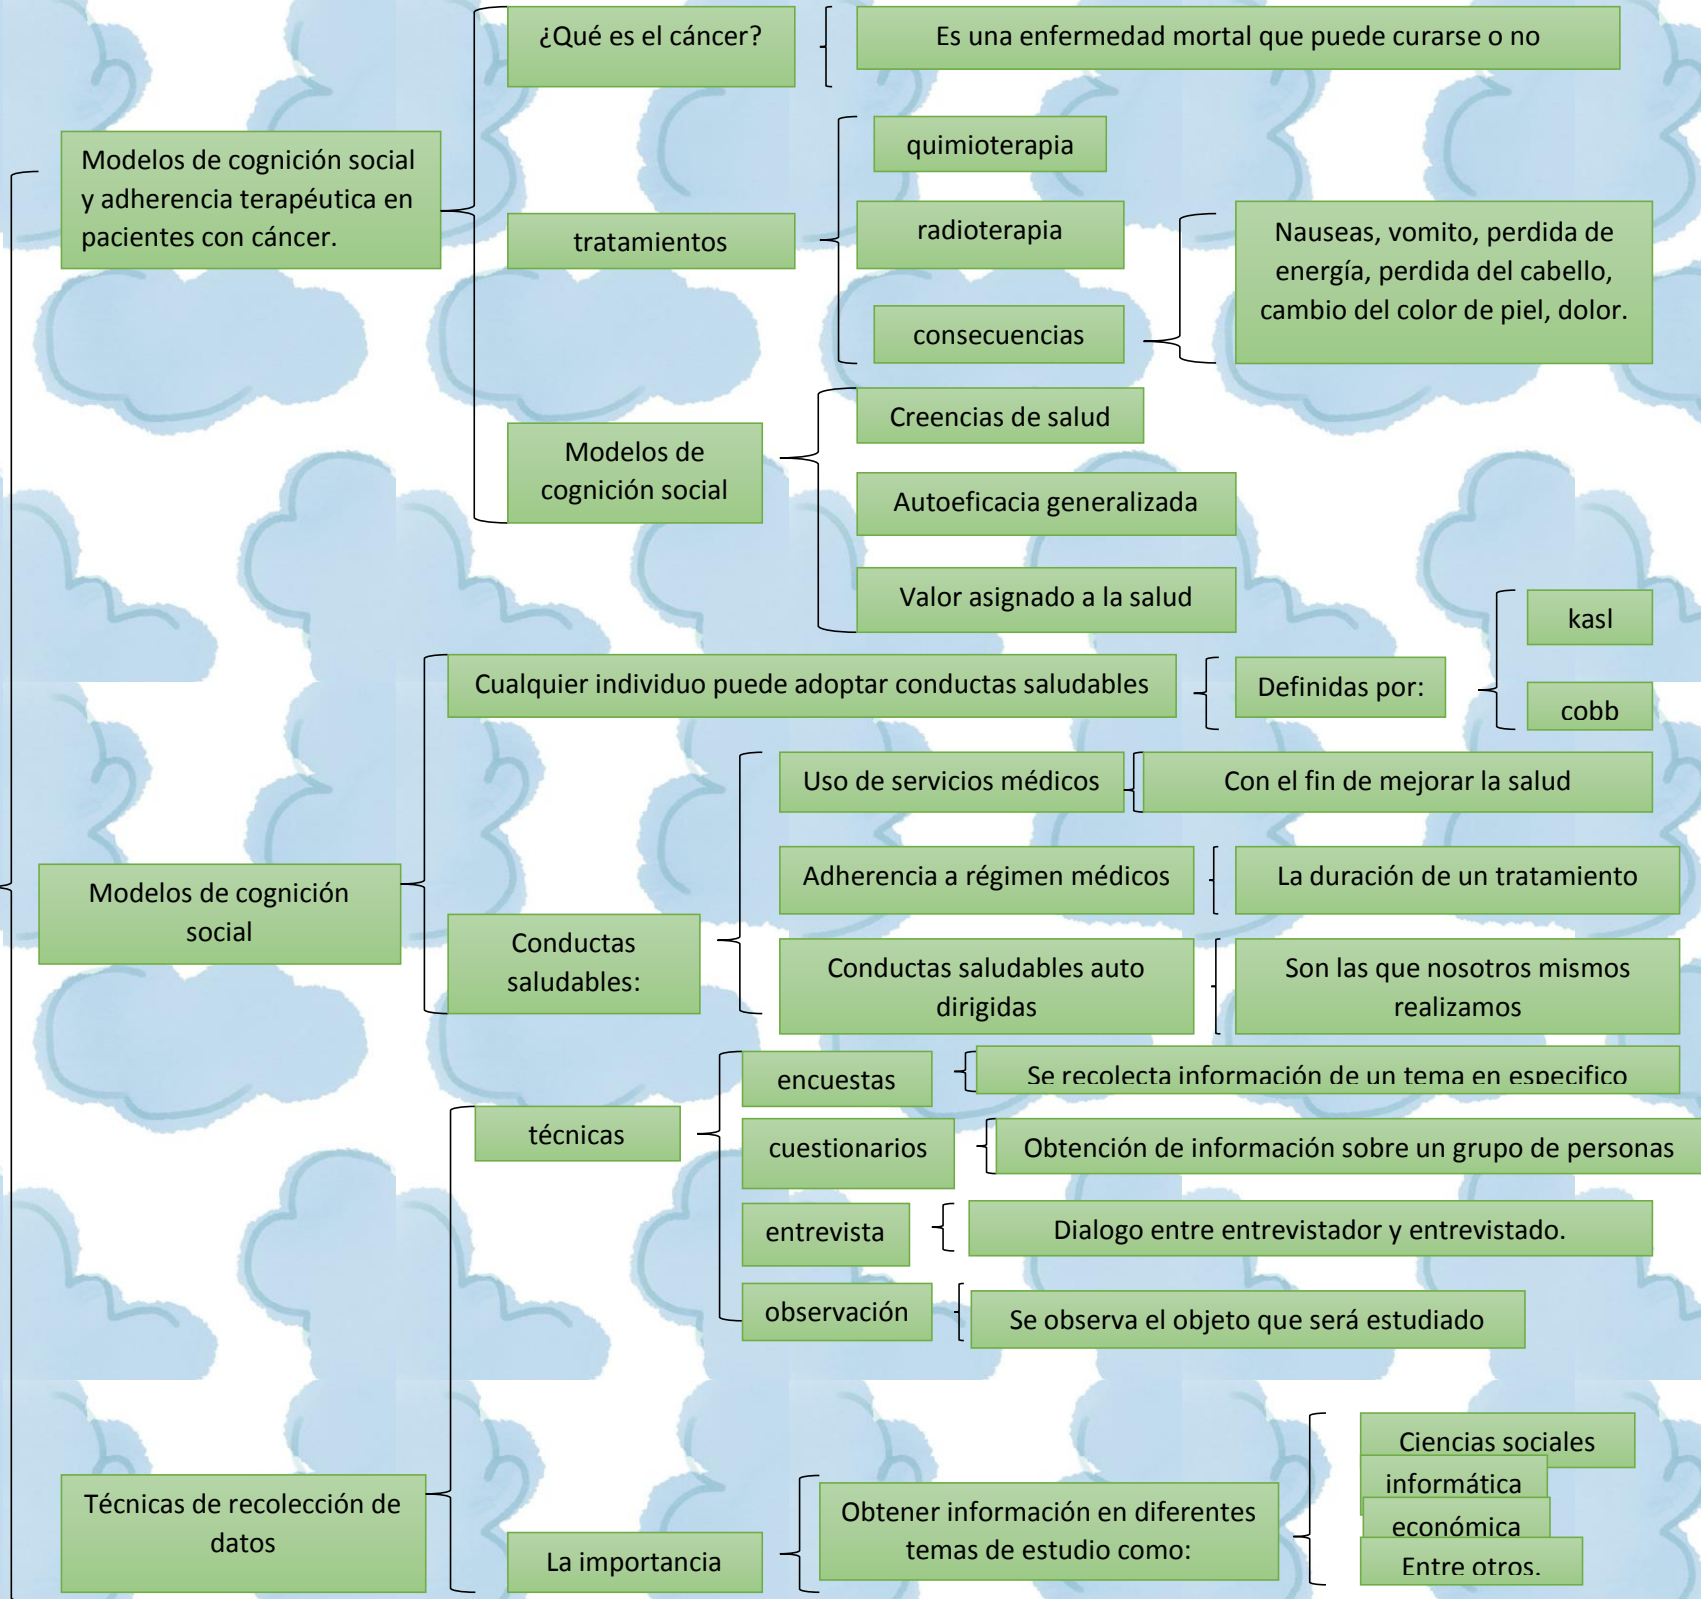 ¿Qué es el cáncer?
Es una enfermedad mortal que puede curarse o no
Modelos de cognición social
y adherencia terapéutica en
pacientes con cáncer.
tratamientos
quimioterapia
radioterapia
consecuencias
Nauseas, vomito, perdida de
energía, perdida del cabello,
cambio del color de piel, dolor.
Modelos de
cognición social
Creencias de salud
Autoeficacia generalizada
Valor asignado a la salud
Cualquier individuo puede adoptar conductas saludables
Definidas por:
kasl
cobb
Modelos de cognición
social
Conductas
saludables:
Uso de servicios médicos
Con el fin de mejorar la salud
Adherencia a régimen médicos
La duración de un tratamiento
Conductas saludables auto
dirigidas
Son las que nosotros mismos
realizamos
técnicas
encuestas
Se recolecta información de un tema en especifico
cuestionarios
Obtención de información sobre un grupo de personas
entrevista
Dialogo entre entrevistador y entrevistado.
observación
Se observa el objeto que será estudiado
Técnicas de recolección de
datos
La importancia
Obtener información en diferentes
temas de estudio como:
Ciencias sociales
informática
económica
Entre otros.